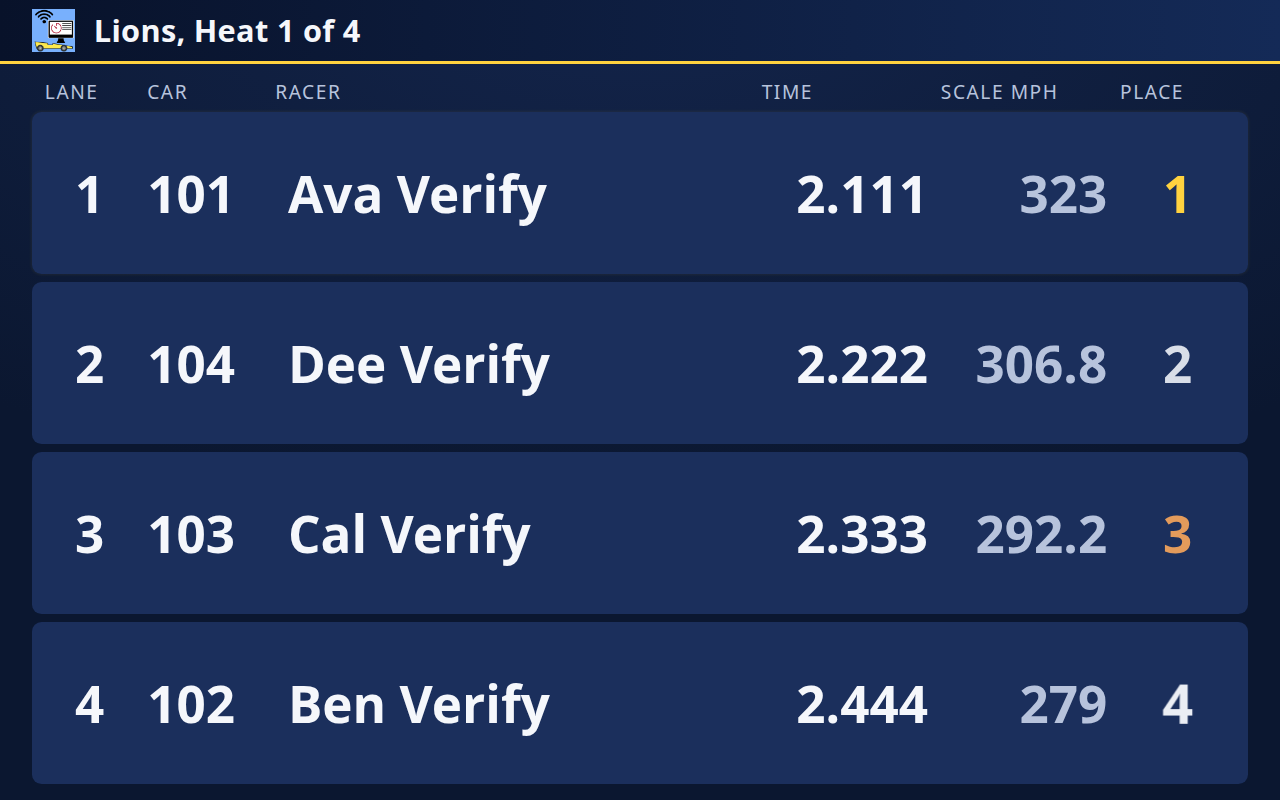 Lions, Heat 1 of 4
LANE CAR RACER TIME SCALE MPH PLACE
1 101 Ava Verify 2.111 323 1
2 104 Dee Verify 2.222 306.8 2
3 103 Cal Verify 2.333 292.2 3
4 102 Ben Verify 2.444 279 4